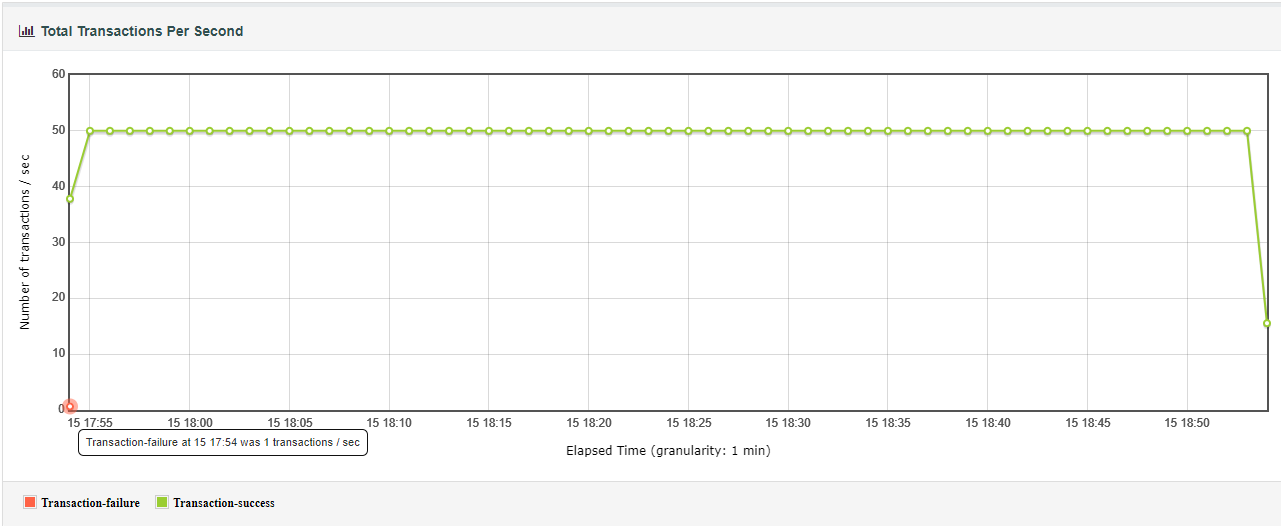 Total Transactions Per Second
60
50
40
30
20
10
0
Number of transactions / sec
15 17:55 15 18:00 15 18:05 15 18:10 15 18:15 15 18:20 15 18:25 15 18:30 15 18:35 15 18:40 15 18:45 15 18:50
Transaction-failure at 15 17:54 was 1 transactions / sec
Elapsed Time (granularity: 1 min)
Transaction-failure Transaction-success